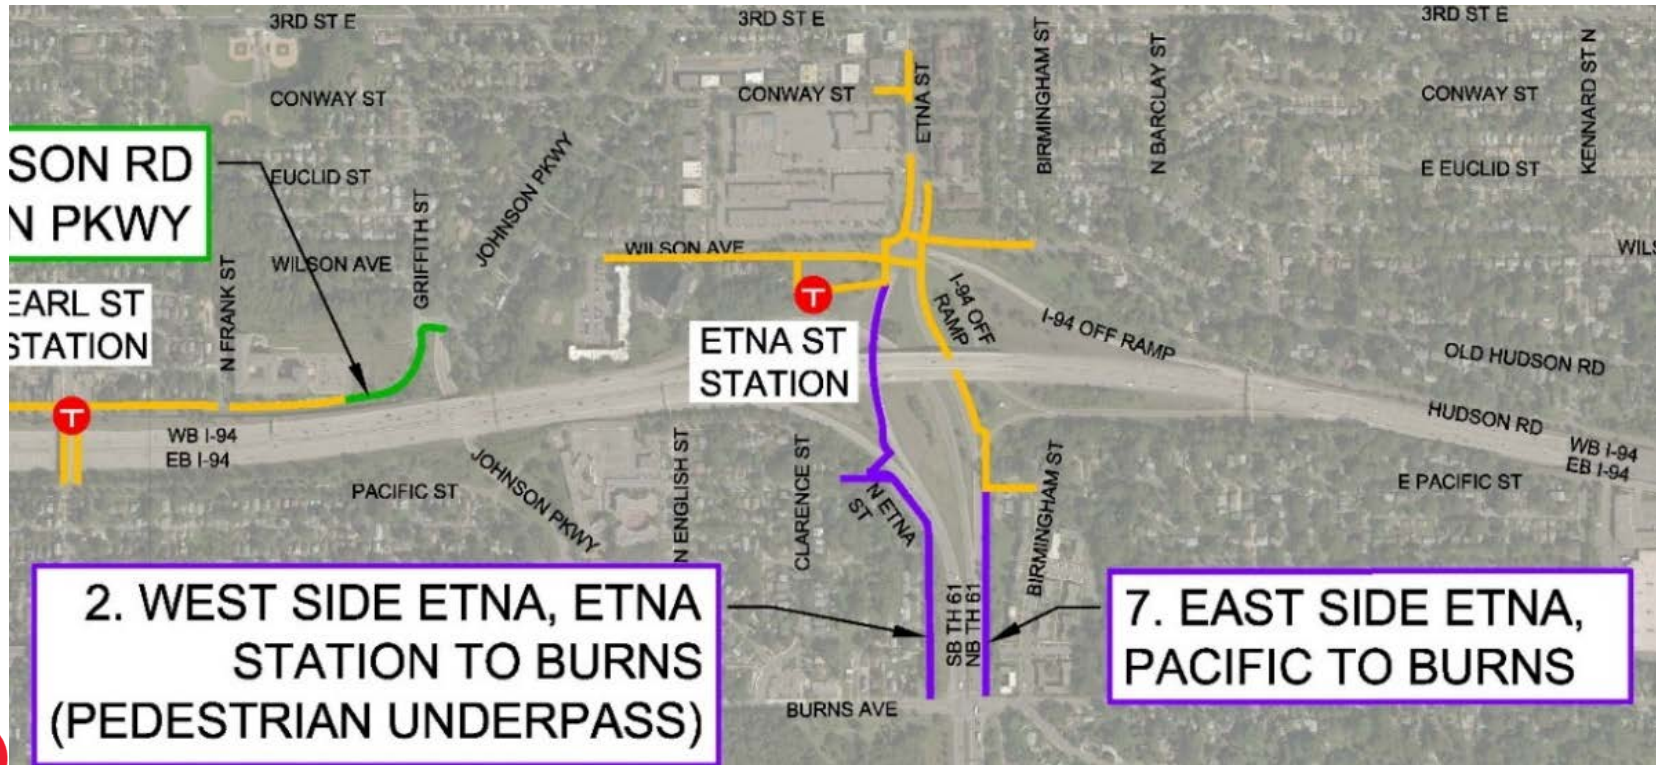 3RD ST E
3RD ST E
3RD ST E
CONWAY ST
CONWAY ST
CONWAY ST
ETNA ST
BIRMINGHAM ST
N BARCLAY ST
KENNARD ST N
SON RD
N PKWY
EUCLID ST
E EUCLID ST
JOHNSON PKWY
GRIFFITH ST
WILSON AVE
WILSON AVE
WILS
EARL ST
STATION
N FRANK ST
T
ETNA ST
STATION
I-94 OFF
RAMP
I-94 OFF RAMP
OLD HUDSON RD
HUDSON RD
T
WB I-94
EB I-94
WB I-94
EB I-94
PACIFIC ST
JOHNSON PKWY
N ENGLISH ST
CLARENCE ST
N ETNA
ST
BIRMINGHAM ST
E PACIFIC ST
BIRMINGHAM ST
2. WEST SIDE ETNA, ETNA
STATION TO BURNS
(PEDESTRIAN UNDERPASS)
SB TH 61
NB TH 61
7. EAST SIDE ETNA,
PACIFIC TO BURNS
BURNS AVE